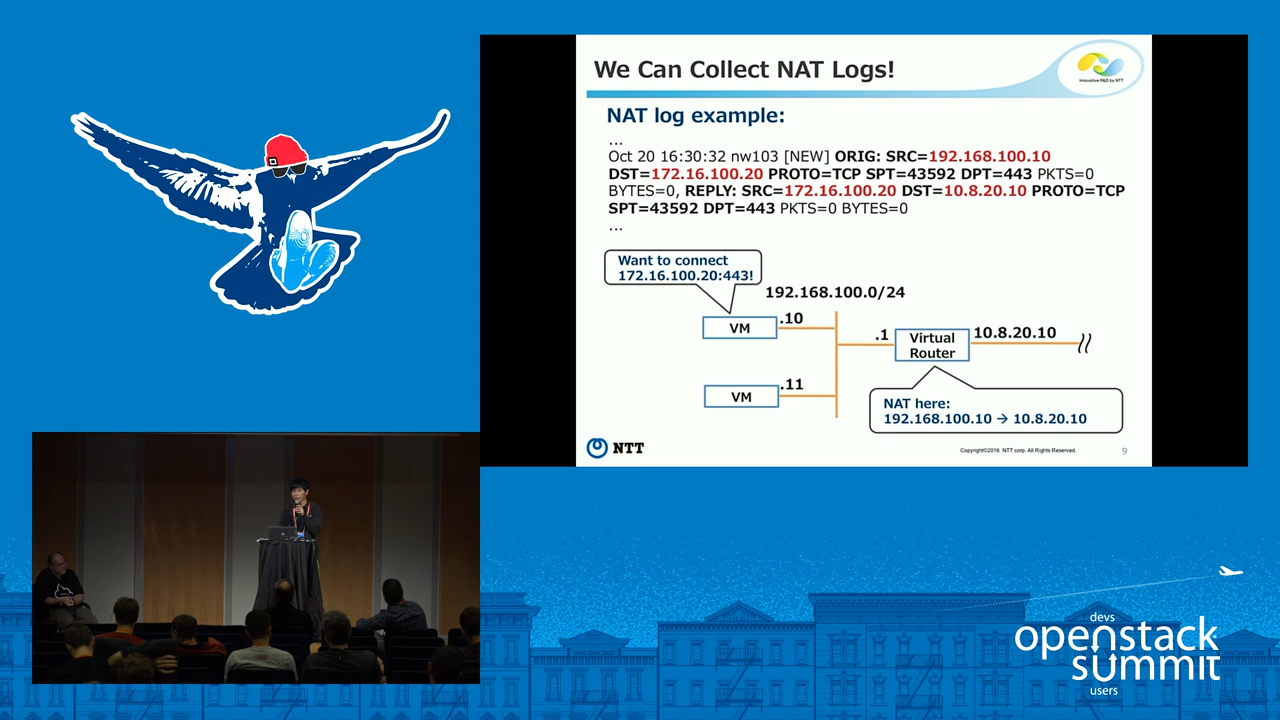 We Can Collect NAT Logs!
Innovative R&D by NTT
NAT log example:
...
Oct 20 16:30:32 nw103 [NEW] ORIG: SRC=192.168.100.10
DST=172.16.100.20 PROTO=TCP SPT=43592 DPT=443 PKTS=0
BYTES=0, REPLY: SRC=172.16.100.20 DST=10.8.20.10 PROTO=TCP
SPT=43592 DPT=443 PKTS=0 BYTES=0
...
Want to connect
172.16.100.20:443!
192.168.100.0/24
VM
.10
.1
Virtual
Router
10.8.20.10
VM
.11
NAT here:
192.168.100.10 → 10.8.20.10
NTT
Copyright©2016 NTT corp. All Rights Reserved.
9
devs
openstack
summit
users